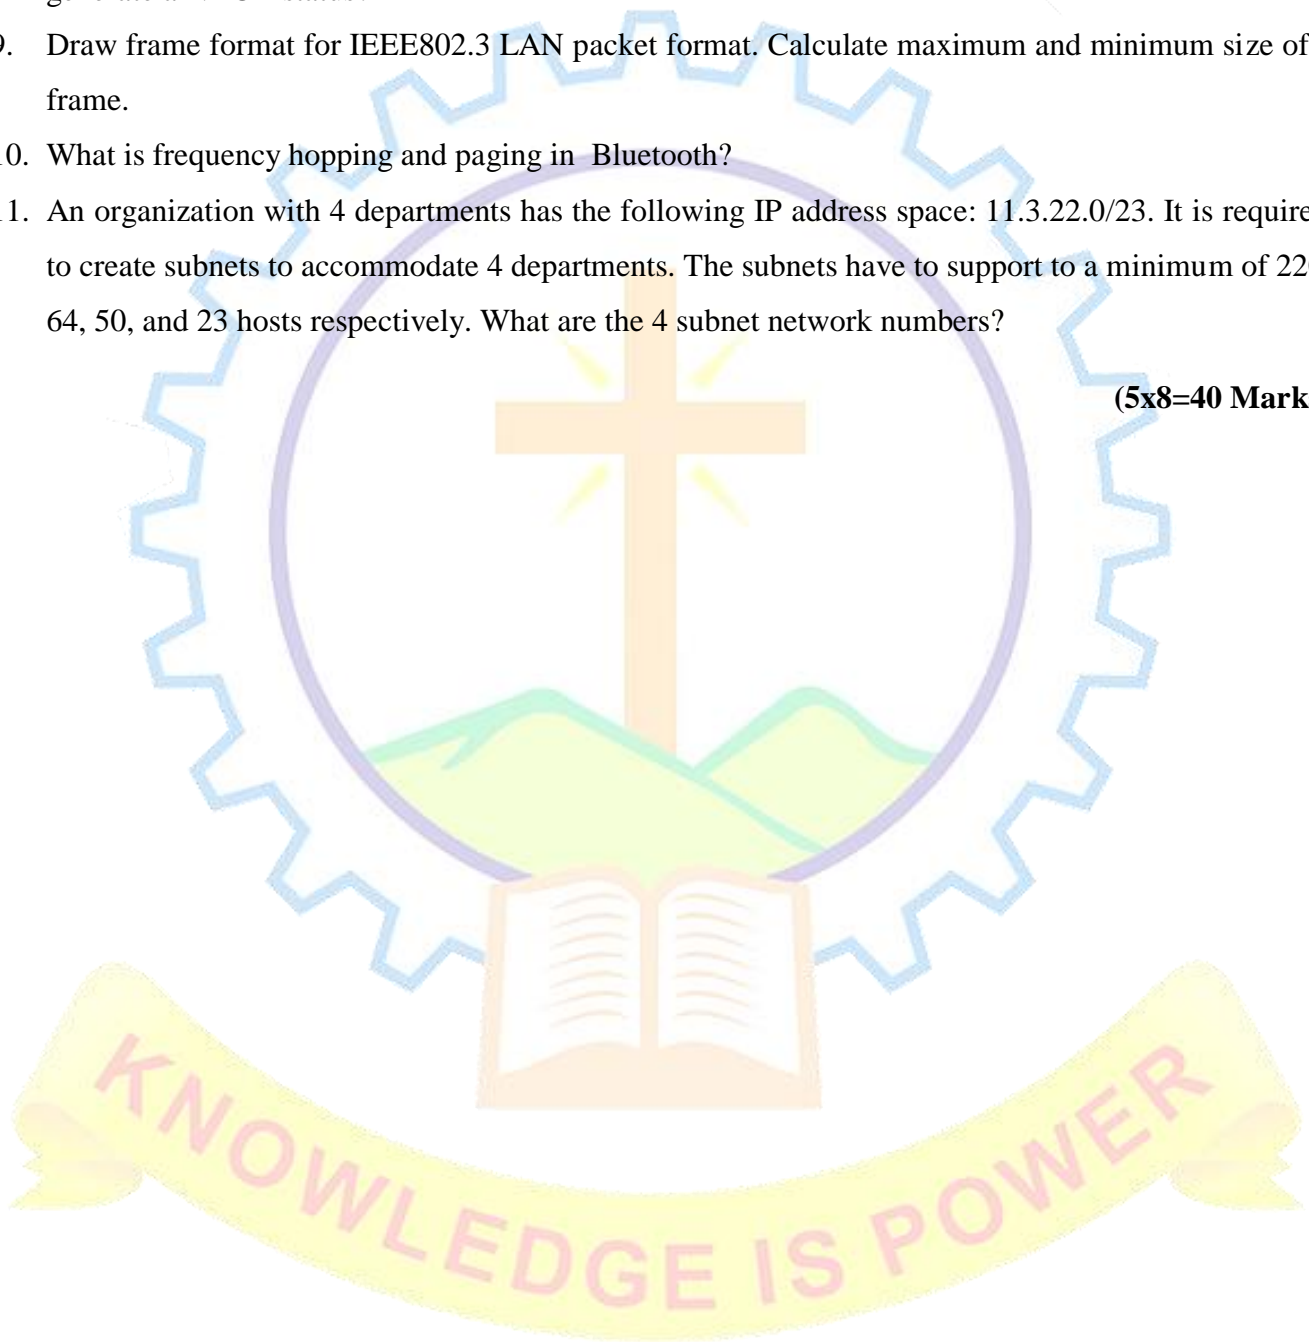 9. Draw frame format for IEEE802.3 LAN packet format. Calculate maximum and minimum size of
frame.
10. What is frequency hopping and paging in Bluetooth?
11. An organization with 4 departments has the following IP address space: 11.3.22.0/23. It is require
to create subnets to accommodate 4 departments. The subnets have to support to a minimum of 22
64, 50, and 23 hosts respectively. What are the 4 subnet network numbers?
(5x8=40 Mark
KNOWLEDGE IS POWER